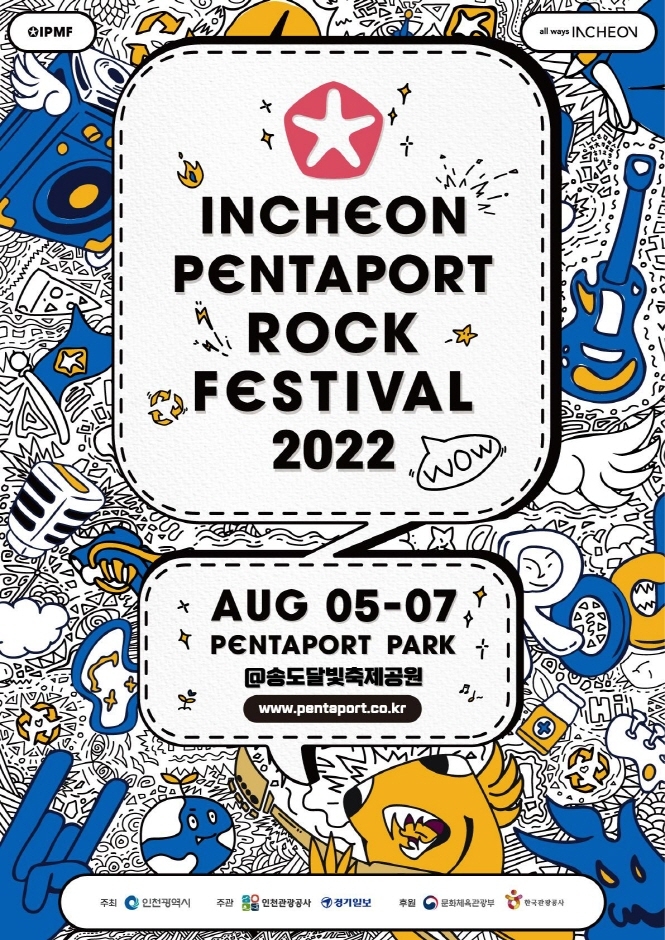 IPMF
all ways INCHEON
INCHEON
PENTAPORT
ROCK
FESTIVAL
2022
WOW
AUG 05-07
PENTAPORT PARK
@송도달빛축제공원
www.pentaport.co.kr
HI
주최 인천광역시 주관 인천관광공사 경기일보 후원 문화체육관광부 한국관광공사